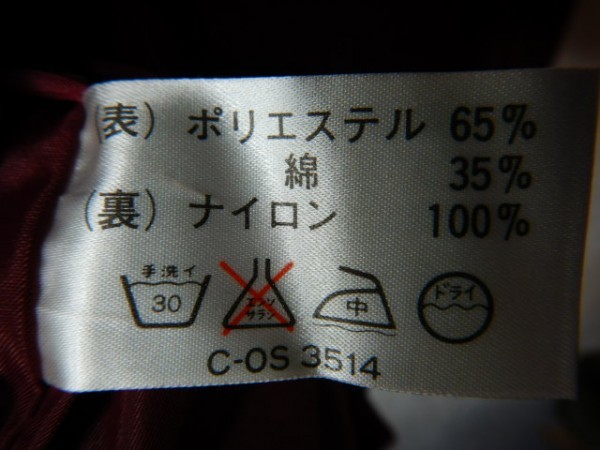 (表) ポリエステル 65%
綿 35%
(裏) ナイロン 100%
手洗イ
30
エンソ
サラシ
中
ドライ
C-OS 3514